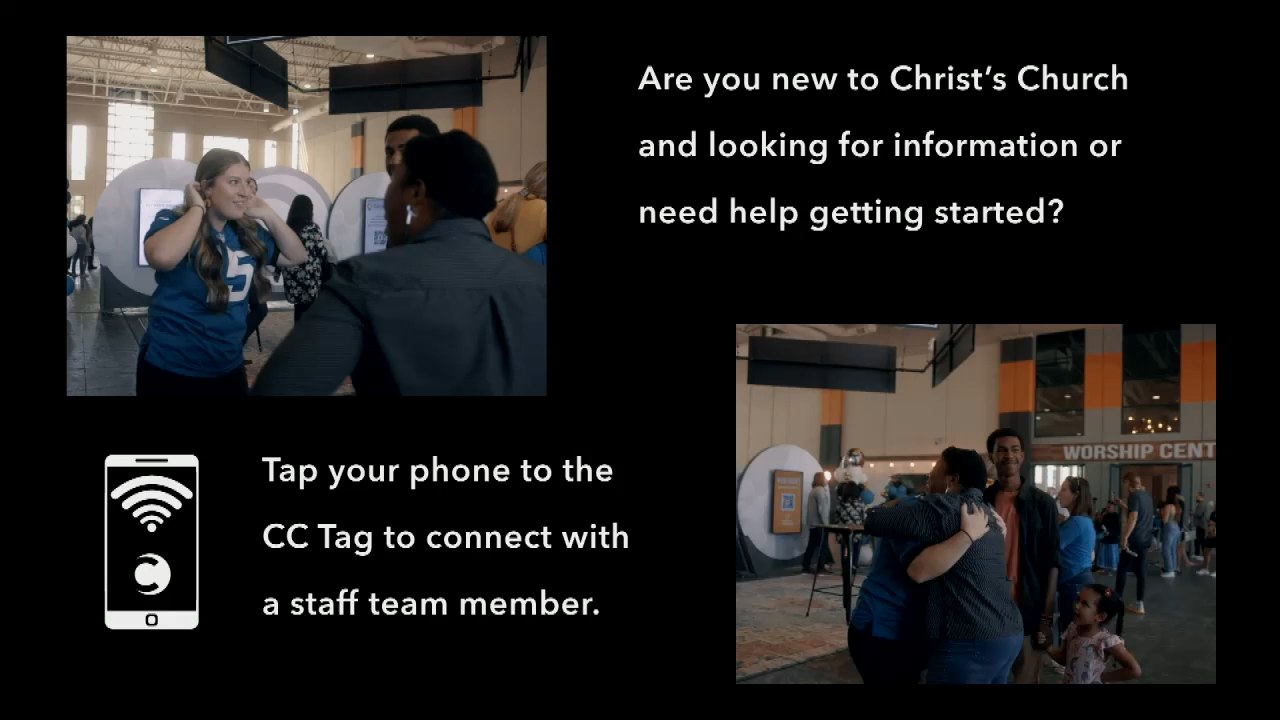 Are you new to Christ's Church
and looking for information or
need help getting started?
5
WORSHIP CENT
Tap your phone to the
CC Tag to connect with
a staff team member.